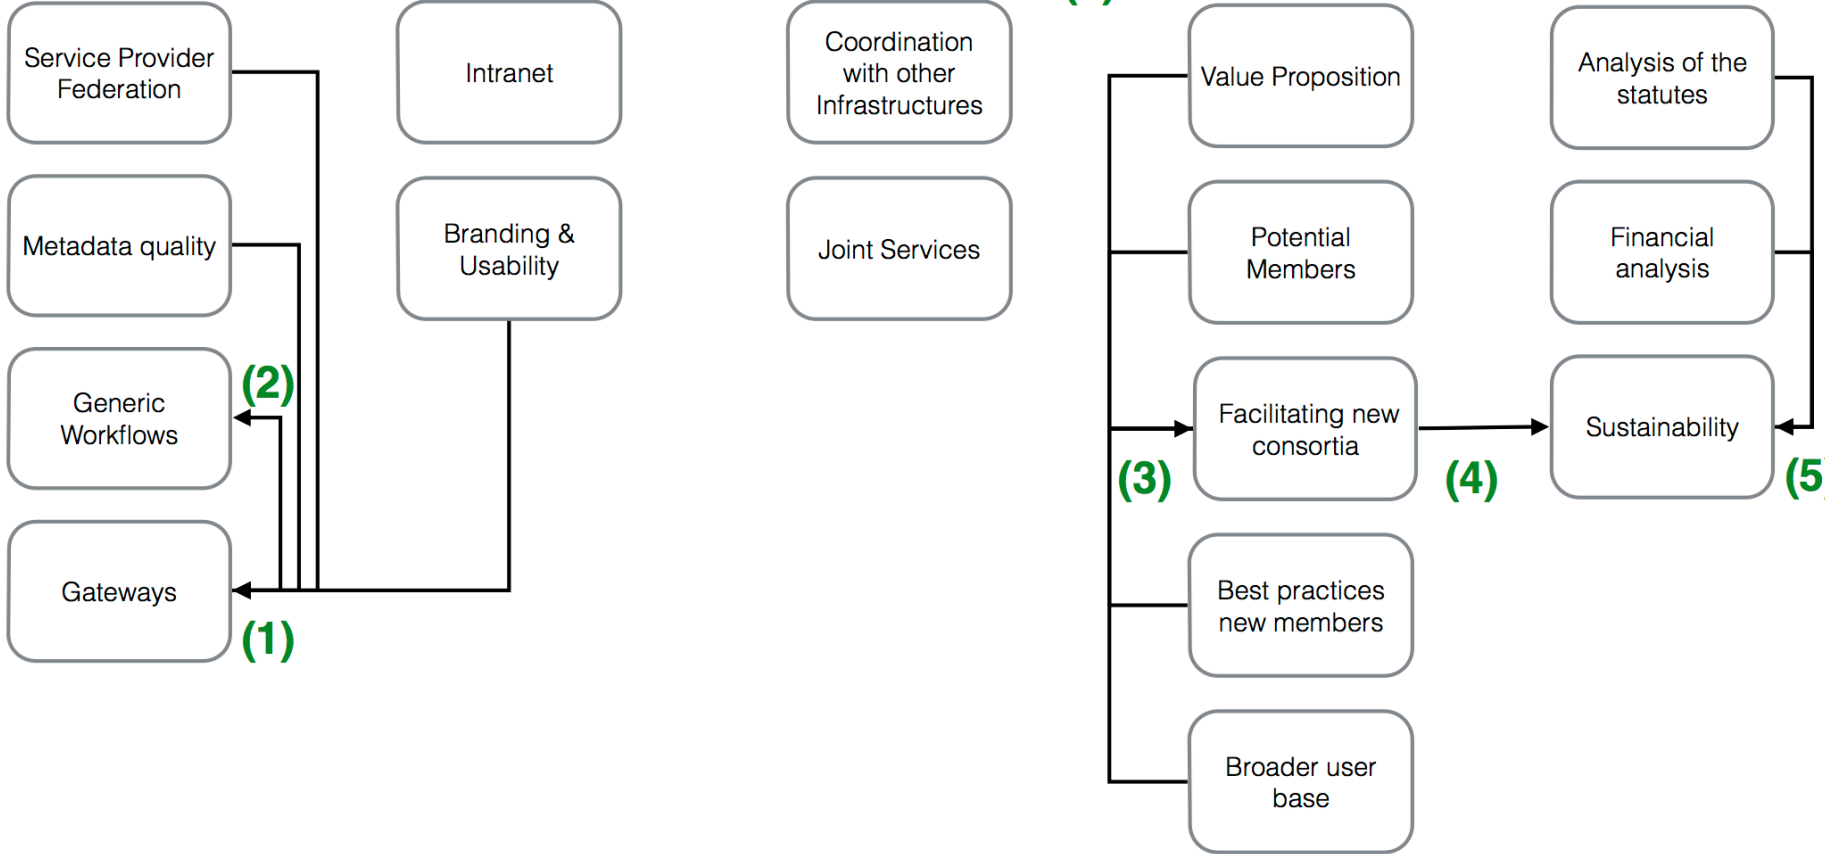 Service Provider
Federation
Metadata quality
(2)
Generic
Workflows
Gateways
(1)
Intranet
Branding &
Usability
Coordination
with other
Infrastructures
Joint Services
Value Proposition
Potential
Members
Facilitating new
consortia
(3)
(4)
Best practices
new members
Broader user
base
Analysis of the
statutes
Financial
analysis
Sustainability
(5)